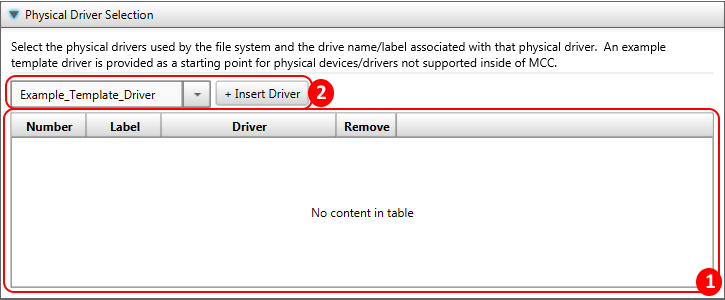 Physical Driver Selection
Select the physical drivers used by the file system and the drive name/label associated with that physical driver. An example
template driver is provided as a starting point for physical devices/drivers not supported inside of MCC.
Example_Template_Driver + Insert Driver 2
Number Label Driver Remove
No content in table
1